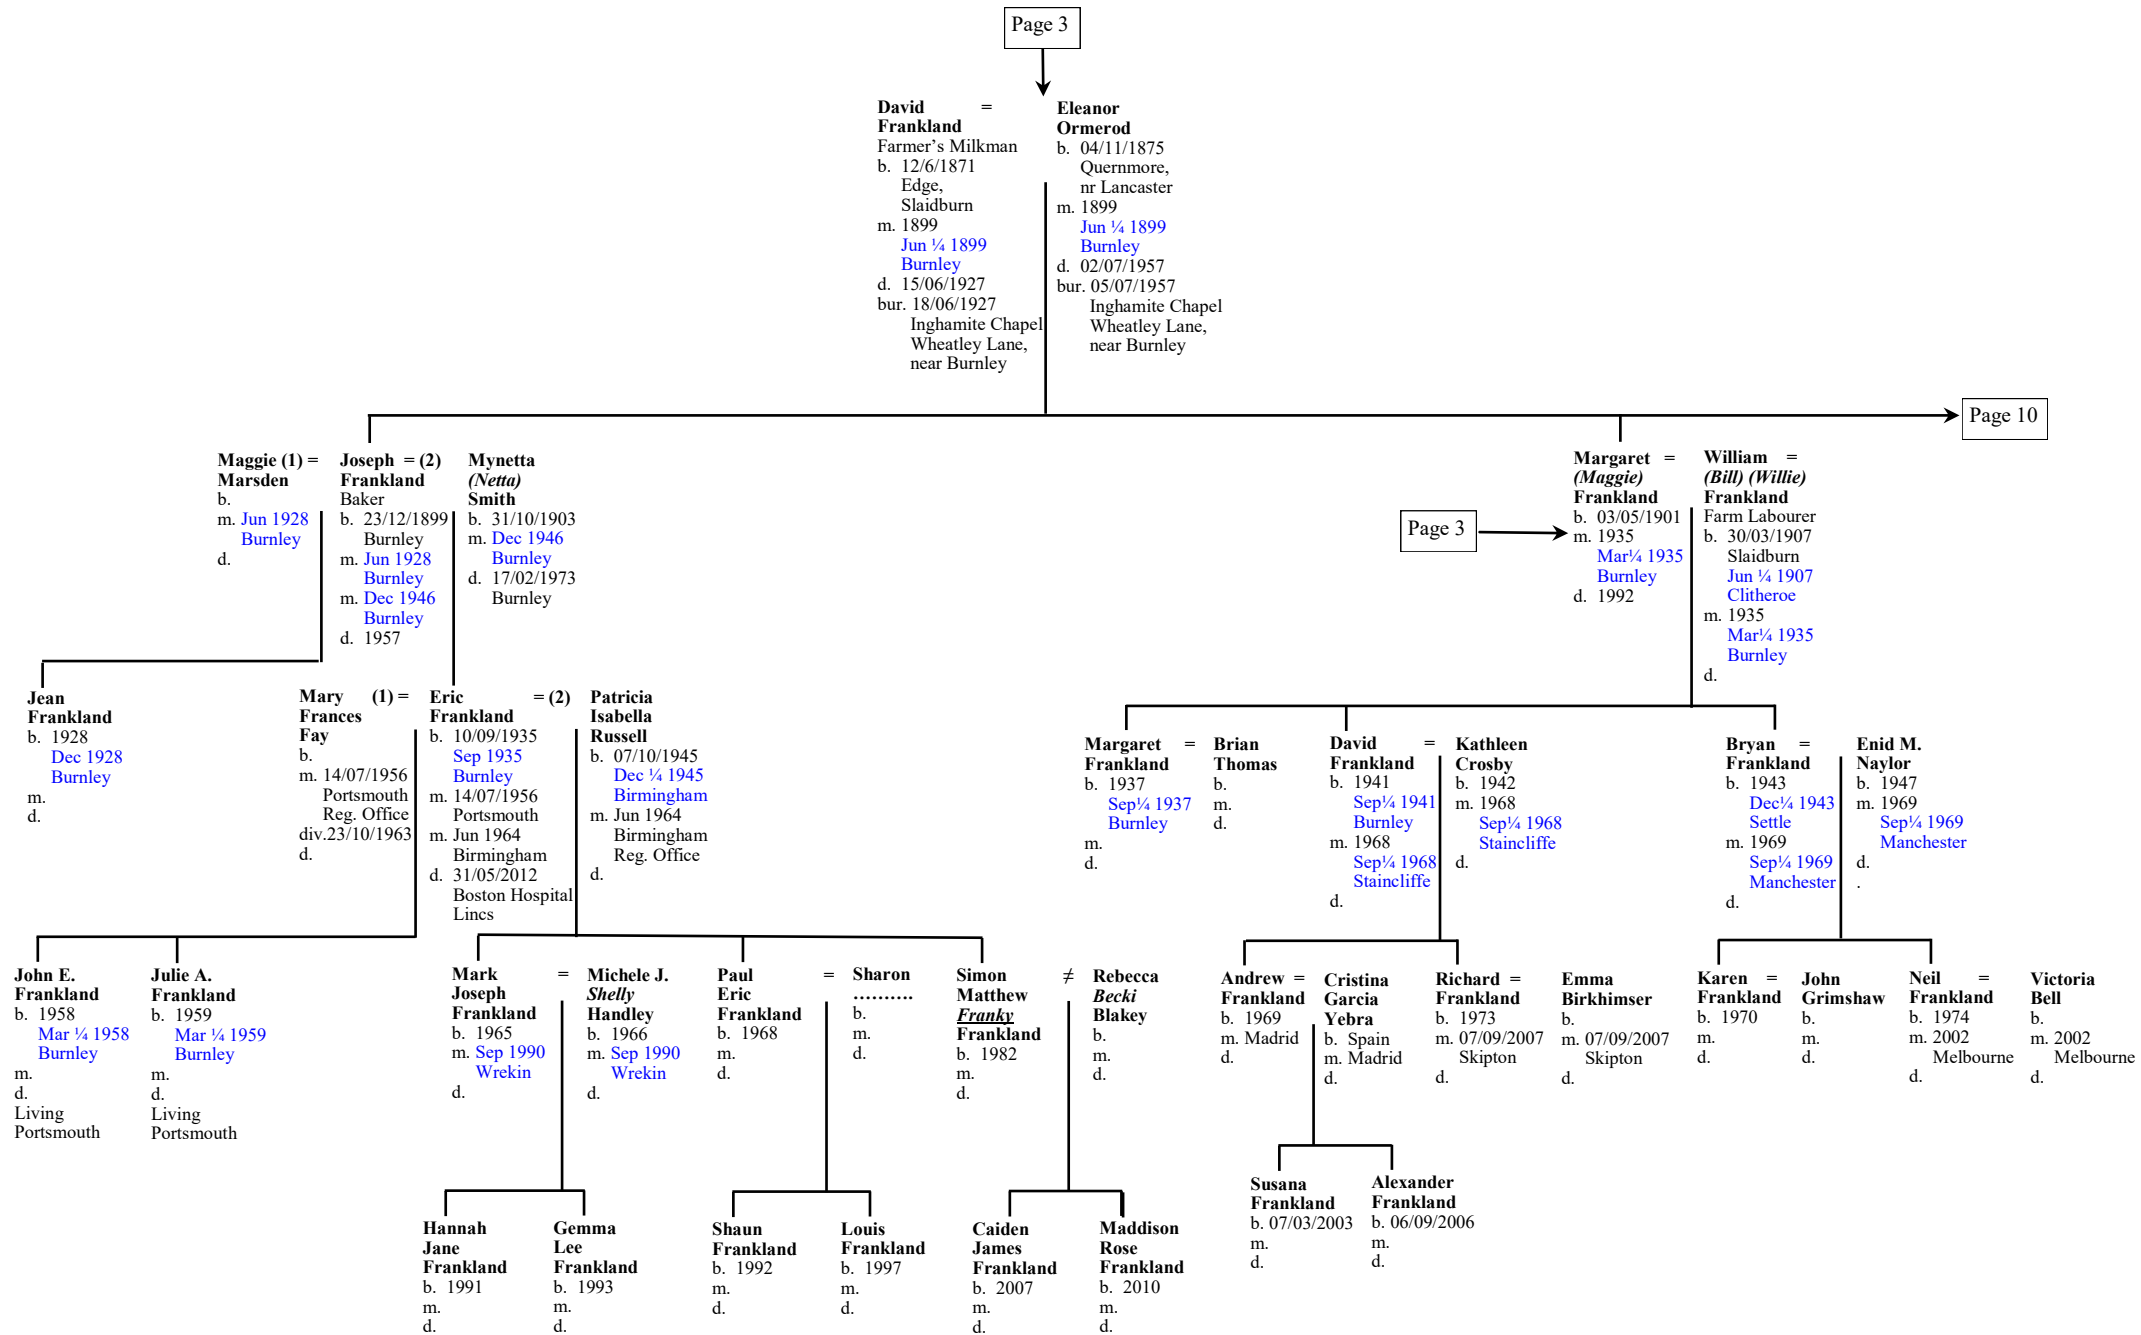 Page 3
David =
Frankland
Farmer's Milkman
b. 12/6/1871
Edge,
Slaidburn
m. 1899
Jun ¼ 1899
Burnley
d. 15/06/1927
bur. 18/06/1927
Inghamite Chapel
Wheatley Lane,
near Burnley
Eleanor
Ormerod
b. 04/11/1875
Quernmore,
nr Lancaster
m. 1899
Jun ¼ 1899
Burnley
d. 02/07/1957
bur. 05/07/1957
Inghamite Chapel
Wheatley Lane,
near Burnley
Page 10
Maggie (1) =
Marsden
b.
m. Jun 1928
Burnley
d.
Joseph = (2)
Frankland
Baker
b. 23/12/1899
Burnley
m. Jun 1928
Burnley
m. Dec 1946
Burnley
d. 1957
Mynetta
(Netta)
Smith
b. 31/10/1903
m. Dec 1946
Burnley
d. 17/02/1973
Burnley
Page 3
Margaret =
(Maggie)
Frankland
b. 03/05/1901
m. 1935
Mar¼ 1935
Burnley
d. 1992
William =
(Bill) (Willie)
Frankland
Farm Labourer
b. 30/03/1907
Slaidburn
Jun ¼ 1907
Clitheroe
m. 1935
Mar¼ 1935
Burnley
d.
Jean
Frankland
b. 1928
Dec 1928
Burnley
m.
d.
Mary (1) =
Frances
Fay
b.
m. 14/07/1956
Portsmouth
Reg. Office
div.23/10/1963
d.
Eric = (2)
Frankland
b. 10/09/1935
Sep 1935
Burnley
m. 14/07/1956
Portsmouth
m. Jun 1964
Birmingham
d. 31/05/2012
Boston Hospital
Lincs
Patricia
Isabella
Russell
b. 07/10/1945
Dec ¼ 1945
Birmingham
m. Jun 1964
Birmingham
Reg. Office
d.
Margaret =
Frankland
b. 1937
Sep¼ 1937
Burnley
m.
d.
Brian
Thomas
b.
m.
d.
David =
Frankland
b. 1941
Sep¼ 1941
Burnley
m. 1968
Sep¼ 1968
Staincliffe
d.
Kathleen
Crosby
b. 1942
m. 1968
Sep¼ 1968
Staincliffe
d.
Bryan =
Frankland
b. 1943
Dec¼ 1943
Settle
m. 1969
Sep¼ 1969
Manchester
d.
Enid M.
Naylor
b. 1947
m. 1969
Sep¼ 1969
Manchester
d.
.
John E.
Frankland
b. 1958
Mar ¼ 1958
Burnley
m.
d.
Living
Portsmouth
Julie A.
Frankland
b. 1959
Mar ¼ 1959
Burnley
m.
d.
Living
Portsmouth
Mark =
Joseph
Frankland
b. 1965
m. Sep 1990
Wrekin
d.
Michele J.
Shelly
Handley
b. 1966
m. Sep 1990
Wrekin
d.
Paul =
Eric
Frankland
b. 1968
m.
d.
Sharon
..........
b.
m.
d.
Simon ≠
Matthew
Franky
Frankland
b. 1982
m.
d.
Rebecca
Becki
Blakey
b.
m.
d.
Andrew =
Frankland
b. 1969
m. Madrid
d.
Cristina
Garcia
Yebra
b. Spain
m. Madrid
d.
Richard =
Frankland
b. 1973
m. 07/09/2007
Skipton
d.
Emma
Birkhimser
b.
m. 07/09/2007
Skipton
d.
Karen =
Frankland
b. 1970
m.
d.
John
Grimshaw
b.
m.
d.
Neil =
Frankland
b. 1974
m. 2002
Melbourne
d.
Victoria
Bell
b.
m. 2002
Melbourne
d.
Hannah
Jane
Frankland
b. 1991
m.
d.
Gemma
Lee
Frankland
b. 1993
m.
d.
Shaun
Frankland
b. 1992
m.
d.
Louis
Frankland
b. 1997
m.
d.
Caiden
James
Frankland
b. 2007
m.
d.
Maddison
Rose
Frankland
b. 2010
m.
d.
Susana
Frankland
b. 07/03/2003
m.
d.
Alexander
Frankland
b. 06/09/2006
m.
d.